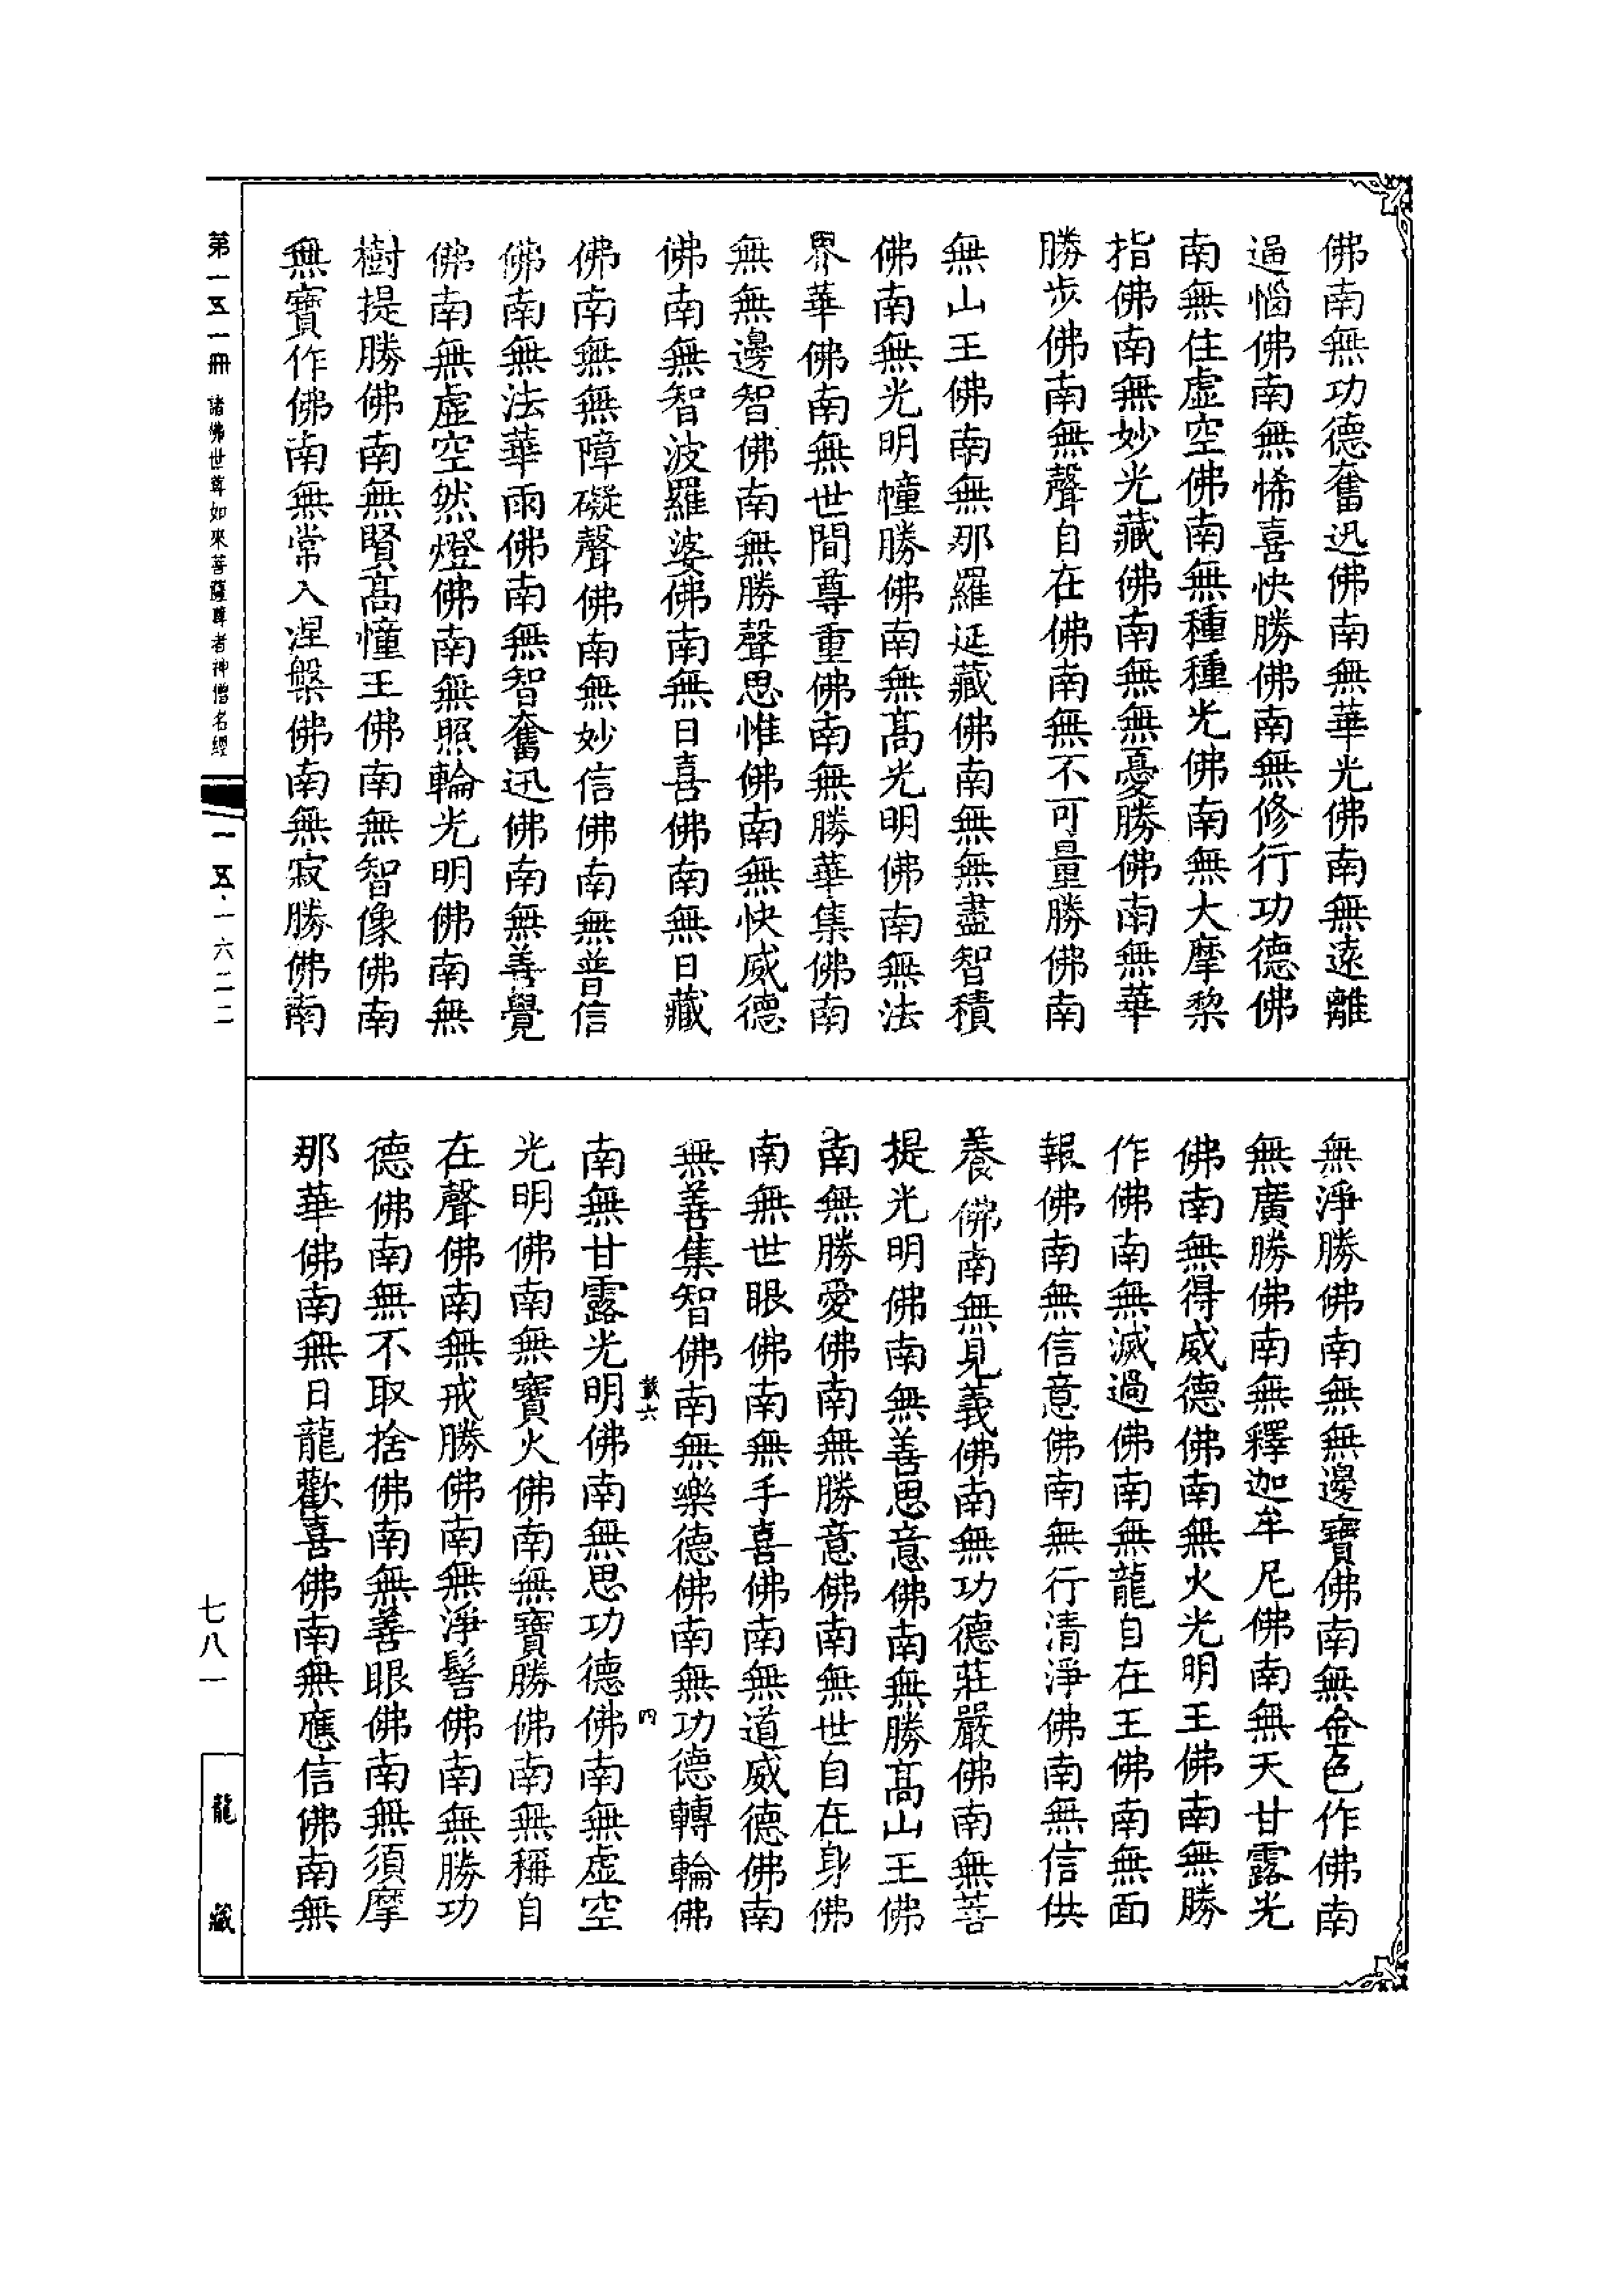 佛南無功德奮迅佛南無華光佛南無遠離
逼惱佛南無悕喜快勝佛南無修行功德佛
南無住虛空佛南無種種光佛南無大摩黎
指佛南無妙光藏佛南無無憂勝佛南無華
勝步佛南無聲自在佛南無不可量勝佛南
無山王佛南無那羅延藏佛南無無盡智積
佛南無光明幢勝佛南無高光明佛南無法
界華佛南無世間尊重佛南無勝華集佛南
無無邊智佛南無勝聲思惟佛南無快威德
佛南無智波羅婆佛南無日喜佛南無日藏
佛南無無障礙聲佛南無妙信佛南無普信
佛南無法華雨佛南無智奮迅佛南無善覺
佛南無虛空然燈佛南無照輪光明佛南無
樹提勝佛南無賢高幢王佛南無智像佛南
無寶作佛南無常入涅槃佛南無寂勝佛南
無淨勝佛南無無邊寶佛南無金色作佛南
無廣勝佛南無釋迦牟尼佛南無天甘露光
佛南無得威德佛南無火光明王佛南無勝
作佛南無滅過佛南無龍自在王佛南無面
報佛南無信意佛南無行清淨佛南無信供
養佛南無見義佛南無功德莊嚴佛南無菩
提光明佛南無善思意佛南無勝高山王佛
南無勝愛佛南無勝意佛南無世自在身佛
南無世眼佛南無手喜佛南無道威德佛南
無善集智佛南無樂德佛南無功德轉輪佛
南無甘露光明佛南無思功德佛南無虛空
光明佛南無寶火佛南無寶勝佛南無稱自
在聲佛南無戒勝佛南無淨髻佛南無勝功
德佛南無不取捨佛南無善眼佛南無須摩
那華佛南無日龍歡喜佛南無應信佛南無
六 四
第一五一冊 諸佛世尊如來菩薩尊者神僧名經 一五·一六二二
七八一
龍藏